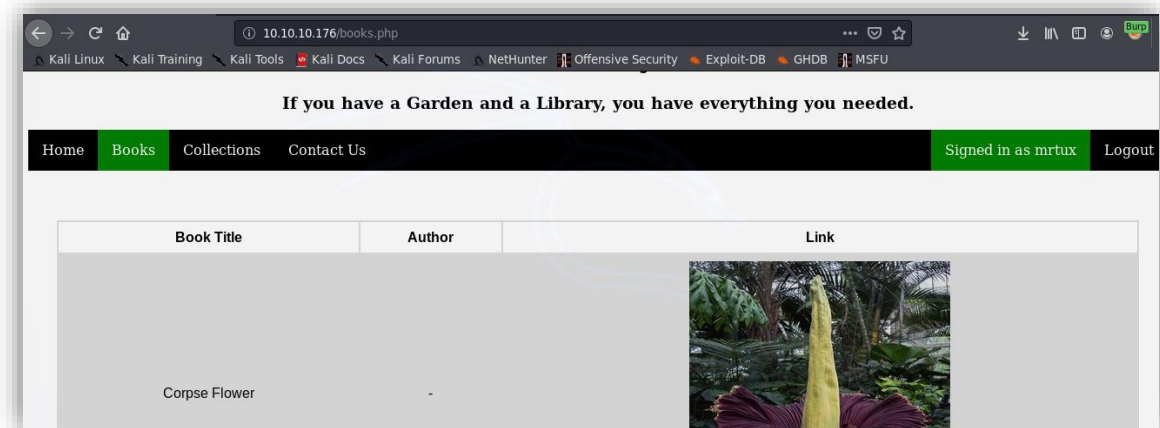 10.10.10.176/books.php
Burp
Kali Linux Kali Training Kali Tools Kali Docs Kali Forums NetHunter Offensive Security Exploit-DB GHDB MSFU
If you have a Garden and a Library, you have everything you needed.
Home Books Collections Contact Us Signed in as mrtux Logout
Book Title Author Link
Corpse Flower -